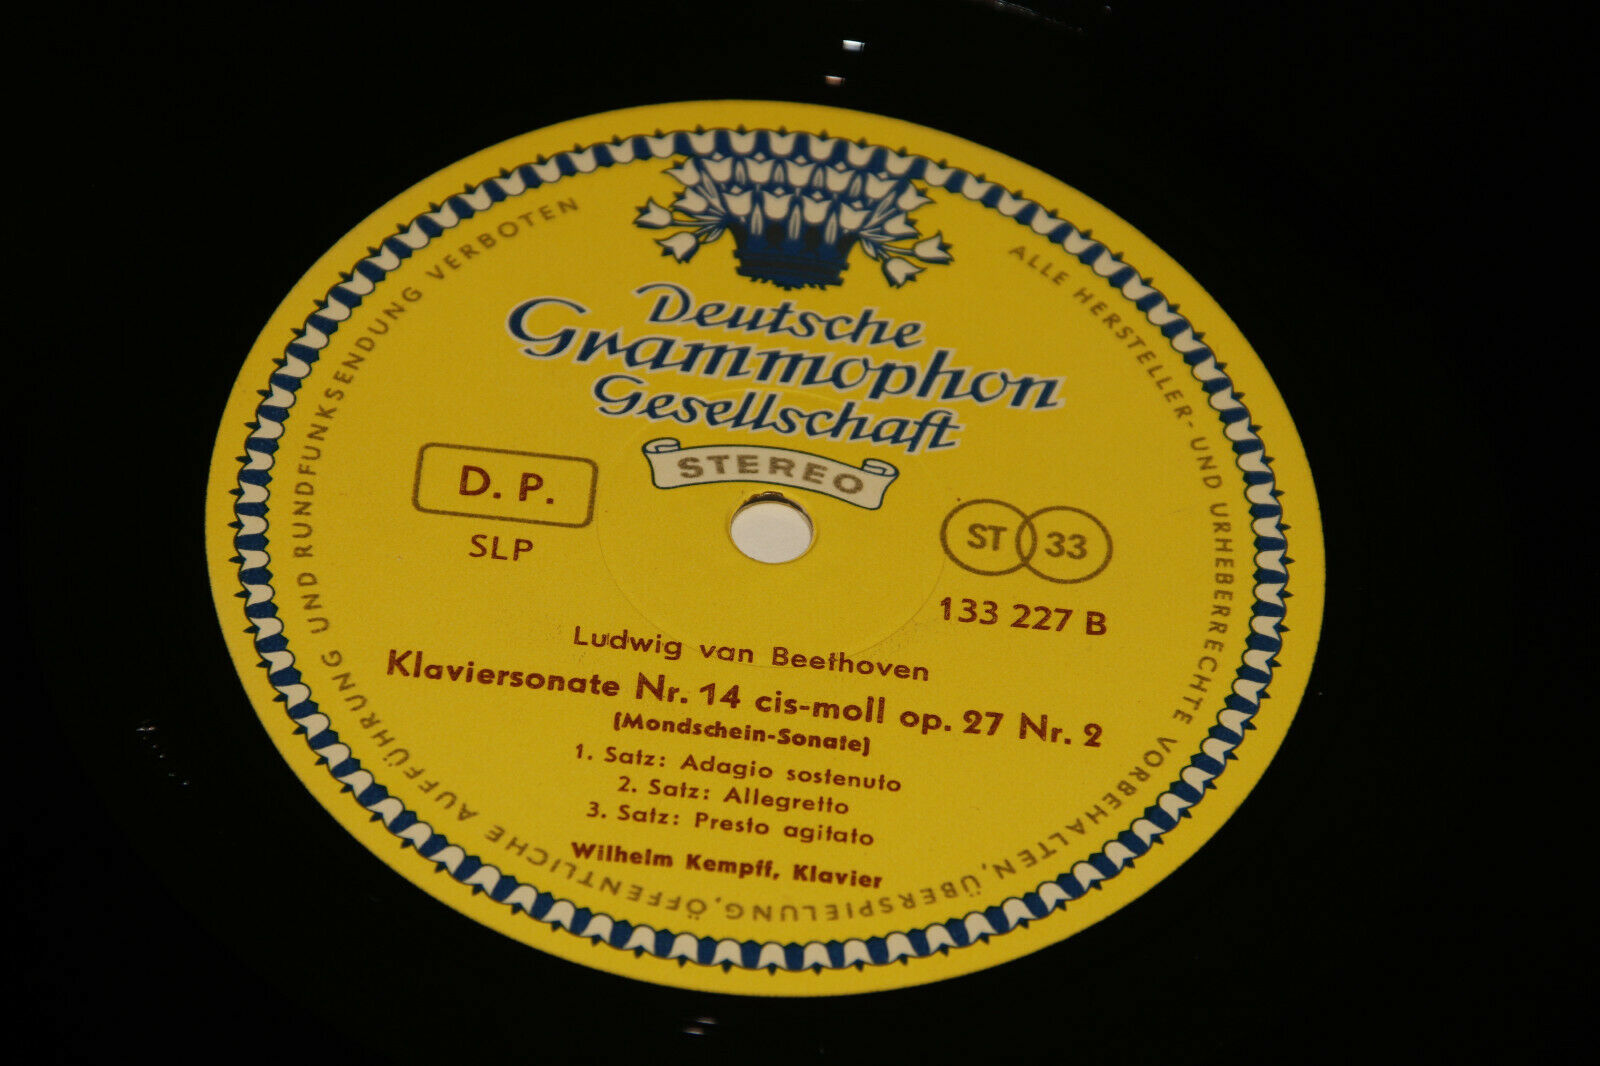 ALLE HERSTELLER- UND URHEBERRECHTE VORBEHALTEN, ÜBERSPIELUNG, ÖFFENTLICHE AUFFÜHRUNG UND RUNDFUNKSENDUNG VERBOTEN
Deutsche
Grammophon
Gesellschaft
STEREO
D. P.
SLP
ST 33
133 227 B
Ludwig van Beethoven
Klaviersonate Nr. 14 cis-moll op. 27 Nr. 2
(Mondschein-Sonate)
1. Satz: Adagio sostenuto
2. Satz: Allegretto
3. Satz: Presto agitato
Wilhelm Kempff, Klavier